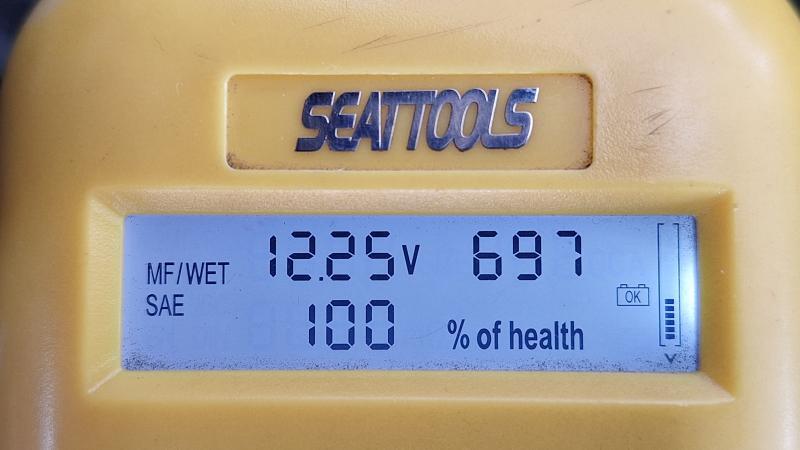 SEATTOOLS
MF/WET 12.25V 697
SAE 100 % of health
OK
V